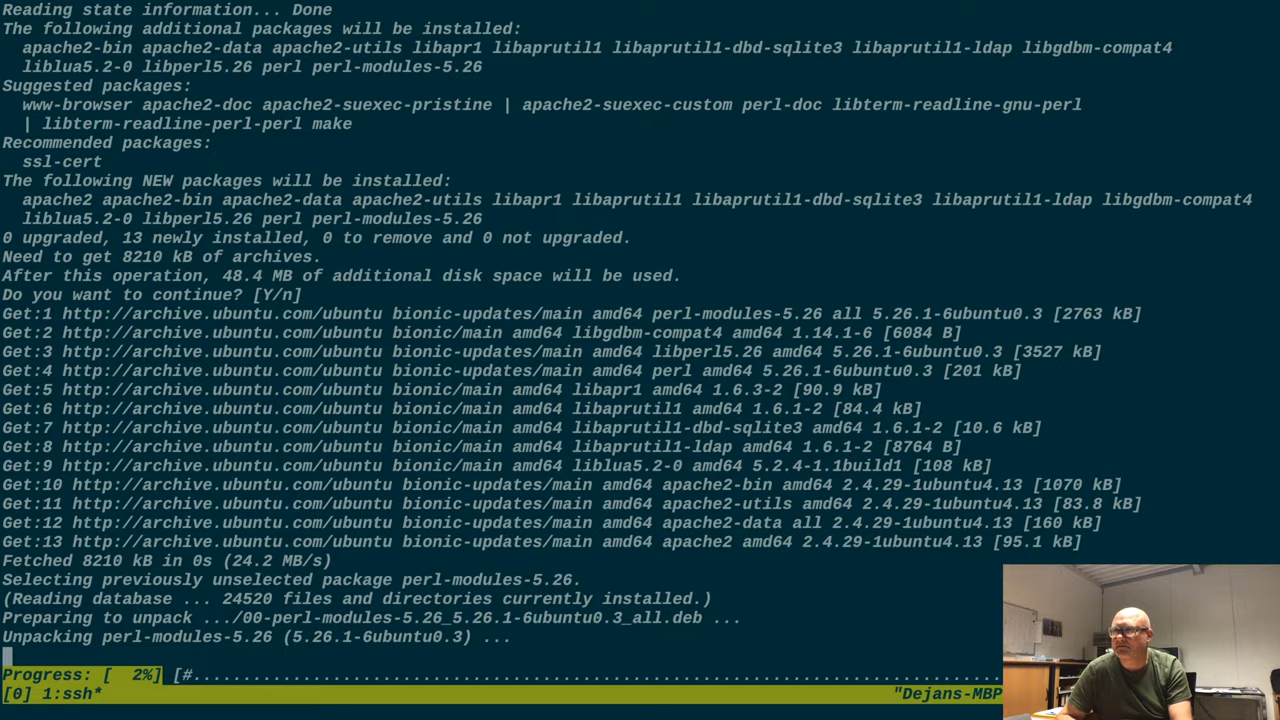 Reading state information... Done
The following additional packages will be installed:
  apache2-bin apache2-data apache2-utils libapr1 libaprutil1 libaprutil1-dbd-sqlite3 libaprutil1-ldap libgdbm-compat4
  liblua5.2-0 libperl5.26 perl perl-modules-5.26
Suggested packages:
  www-browser apache2-doc apache2-suexec-pristine | apache2-suexec-custom perl-doc libterm-readline-gnu-perl
  | libterm-readline-perl-perl make
Recommended packages:
  ssl-cert
The following NEW packages will be installed:
  apache2 apache2-bin apache2-data apache2-utils libapr1 libaprutil1 libaprutil1-dbd-sqlite3 libaprutil1-ldap libgdbm-compat4
  liblua5.2-0 libperl5.26 perl perl-modules-5.26
0 upgraded, 13 newly installed, 0 to remove and 0 not upgraded.
Need to get 8210 kB of archives.
After this operation, 48.4 MB of additional disk space will be used.
Do you want to continue? [Y/n]
Get:1 http://archive.ubuntu.com/ubuntu bionic-updates/main amd64 perl-modules-5.26 all 5.26.1-6ubuntu0.3 [2763 kB]
Get:2 http://archive.ubuntu.com/ubuntu bionic/main amd64 libgdbm-compat4 amd64 1.14.1-6 [6084 B]
Get:3 http://archive.ubuntu.com/ubuntu bionic-updates/main amd64 libperl5.26 amd64 5.26.1-6ubuntu0.3 [3527 kB]
Get:4 http://archive.ubuntu.com/ubuntu bionic-updates/main amd64 perl amd64 5.26.1-6ubuntu0.3 [201 kB]
Get:5 http://archive.ubuntu.com/ubuntu bionic/main amd64 libapr1 amd64 1.6.3-2 [90.9 kB]
Get:6 http://archive.ubuntu.com/ubuntu bionic/main amd64 libaprutil1 amd64 1.6.1-2 [84.4 kB]
Get:7 http://archive.ubuntu.com/ubuntu bionic/main amd64 libaprutil1-dbd-sqlite3 amd64 1.6.1-2 [10.6 kB]
Get:8 http://archive.ubuntu.com/ubuntu bionic/main amd64 libaprutil1-ldap amd64 1.6.1-2 [8764 B]
Get:9 http://archive.ubuntu.com/ubuntu bionic/main amd64 liblua5.2-0 amd64 5.2.4-1.1build1 [108 kB]
Get:10 http://archive.ubuntu.com/ubuntu bionic-updates/main amd64 apache2-bin amd64 2.4.29-1ubuntu4.13 [1070 kB]
Get:11 http://archive.ubuntu.com/ubuntu bionic-updates/main amd64 apache2-utils amd64 2.4.29-1ubuntu4.13 [83.8 kB]
Get:12 http://archive.ubuntu.com/ubuntu bionic-updates/main amd64 apache2-data all 2.4.29-1ubuntu4.13 [160 kB]
Get:13 http://archive.ubuntu.com/ubuntu bionic-updates/main amd64 apache2 amd64 2.4.29-1ubuntu4.13 [95.1 kB]
Fetched 8210 kB in 0s (24.2 MB/s)
Selecting previously unselected package perl-modules-5.26.
(Reading database ... 24520 files and directories currently installed.)
Preparing to unpack .../00-perl-modules-5.26_5.26.1-6ubuntu0.3_all.deb ...
Unpacking perl-modules-5.26 (5.26.1-6ubuntu0.3) ...
Progress: [  2%] [#...................................................................................
[0] 1:ssh* "Dejans-MBP